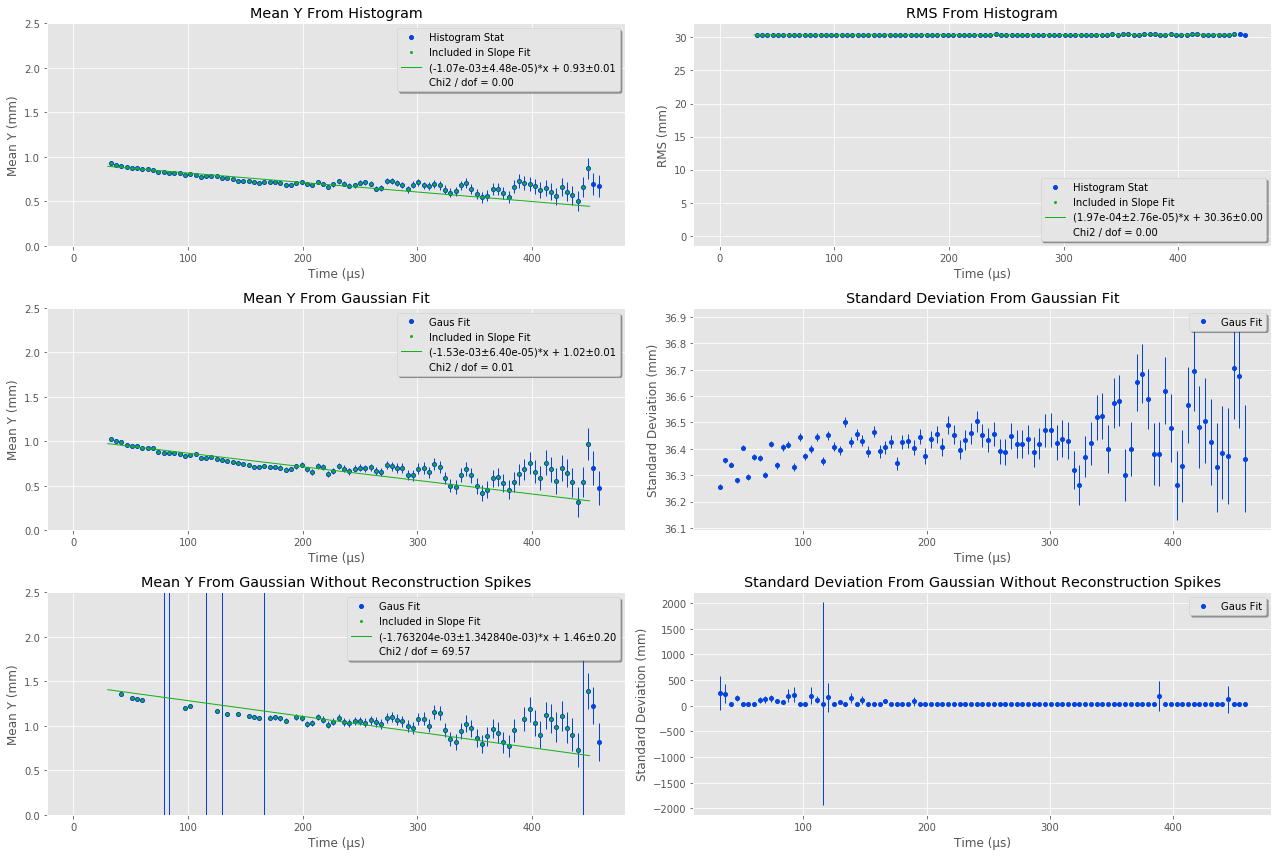 Mean Y From Histogram
2.5
2.0
1.5
1.0
0.5
0.0
Mean Y (mm)
Histogram Stat
Included in Slope Fit
(-1.07e-03±4.48e-05)*x + 0.93±0.01
Chi2 / dof = 0.00
0
100
200
300
400
Time (μs)
RMS From Histogram
30
25
20
15
10
5
0
RMS (mm)
Histogram Stat
Included in Slope Fit
(1.97e-04±2.76e-05)*x + 30.36±0.00
Chi2 / dof = 0.00
0
100
200
300
400
Time (μs)
Mean Y From Gaussian Fit
2.5
2.0
1.5
1.0
0.5
0.0
Mean Y (mm)
Gaus Fit
Included in Slope Fit
(-1.53e-03±6.40e-05)*x + 1.02±0.01
Chi2 / dof = 0.01
0
100
200
300
400
Time (μs)
Standard Deviation From Gaussian Fit
36.9
36.8
36.7
36.6
36.5
36.4
36.3
36.2
36.1
Standard Deviation (mm)
Gaus Fit
100
200
300
400
Time (μs)
Mean Y From Gaussian Without Reconstruction Spikes
2.5
2.0
1.5
1.0
0.5
0.0
Mean Y (mm)
Gaus Fit
Included in Slope Fit
(-1.763204e-03±1.342840e-03)*x + 1.46±0.20
Chi2 / dof = 69.57
0
100
200
300
400
Time (μs)
Standard Deviation From Gaussian Without Reconstruction Spikes
2000
1500
1000
500
0
−500
−1000
−1500
−2000
Standard Deviation (mm)
Gaus Fit
100
200
300
400
Time (μs)